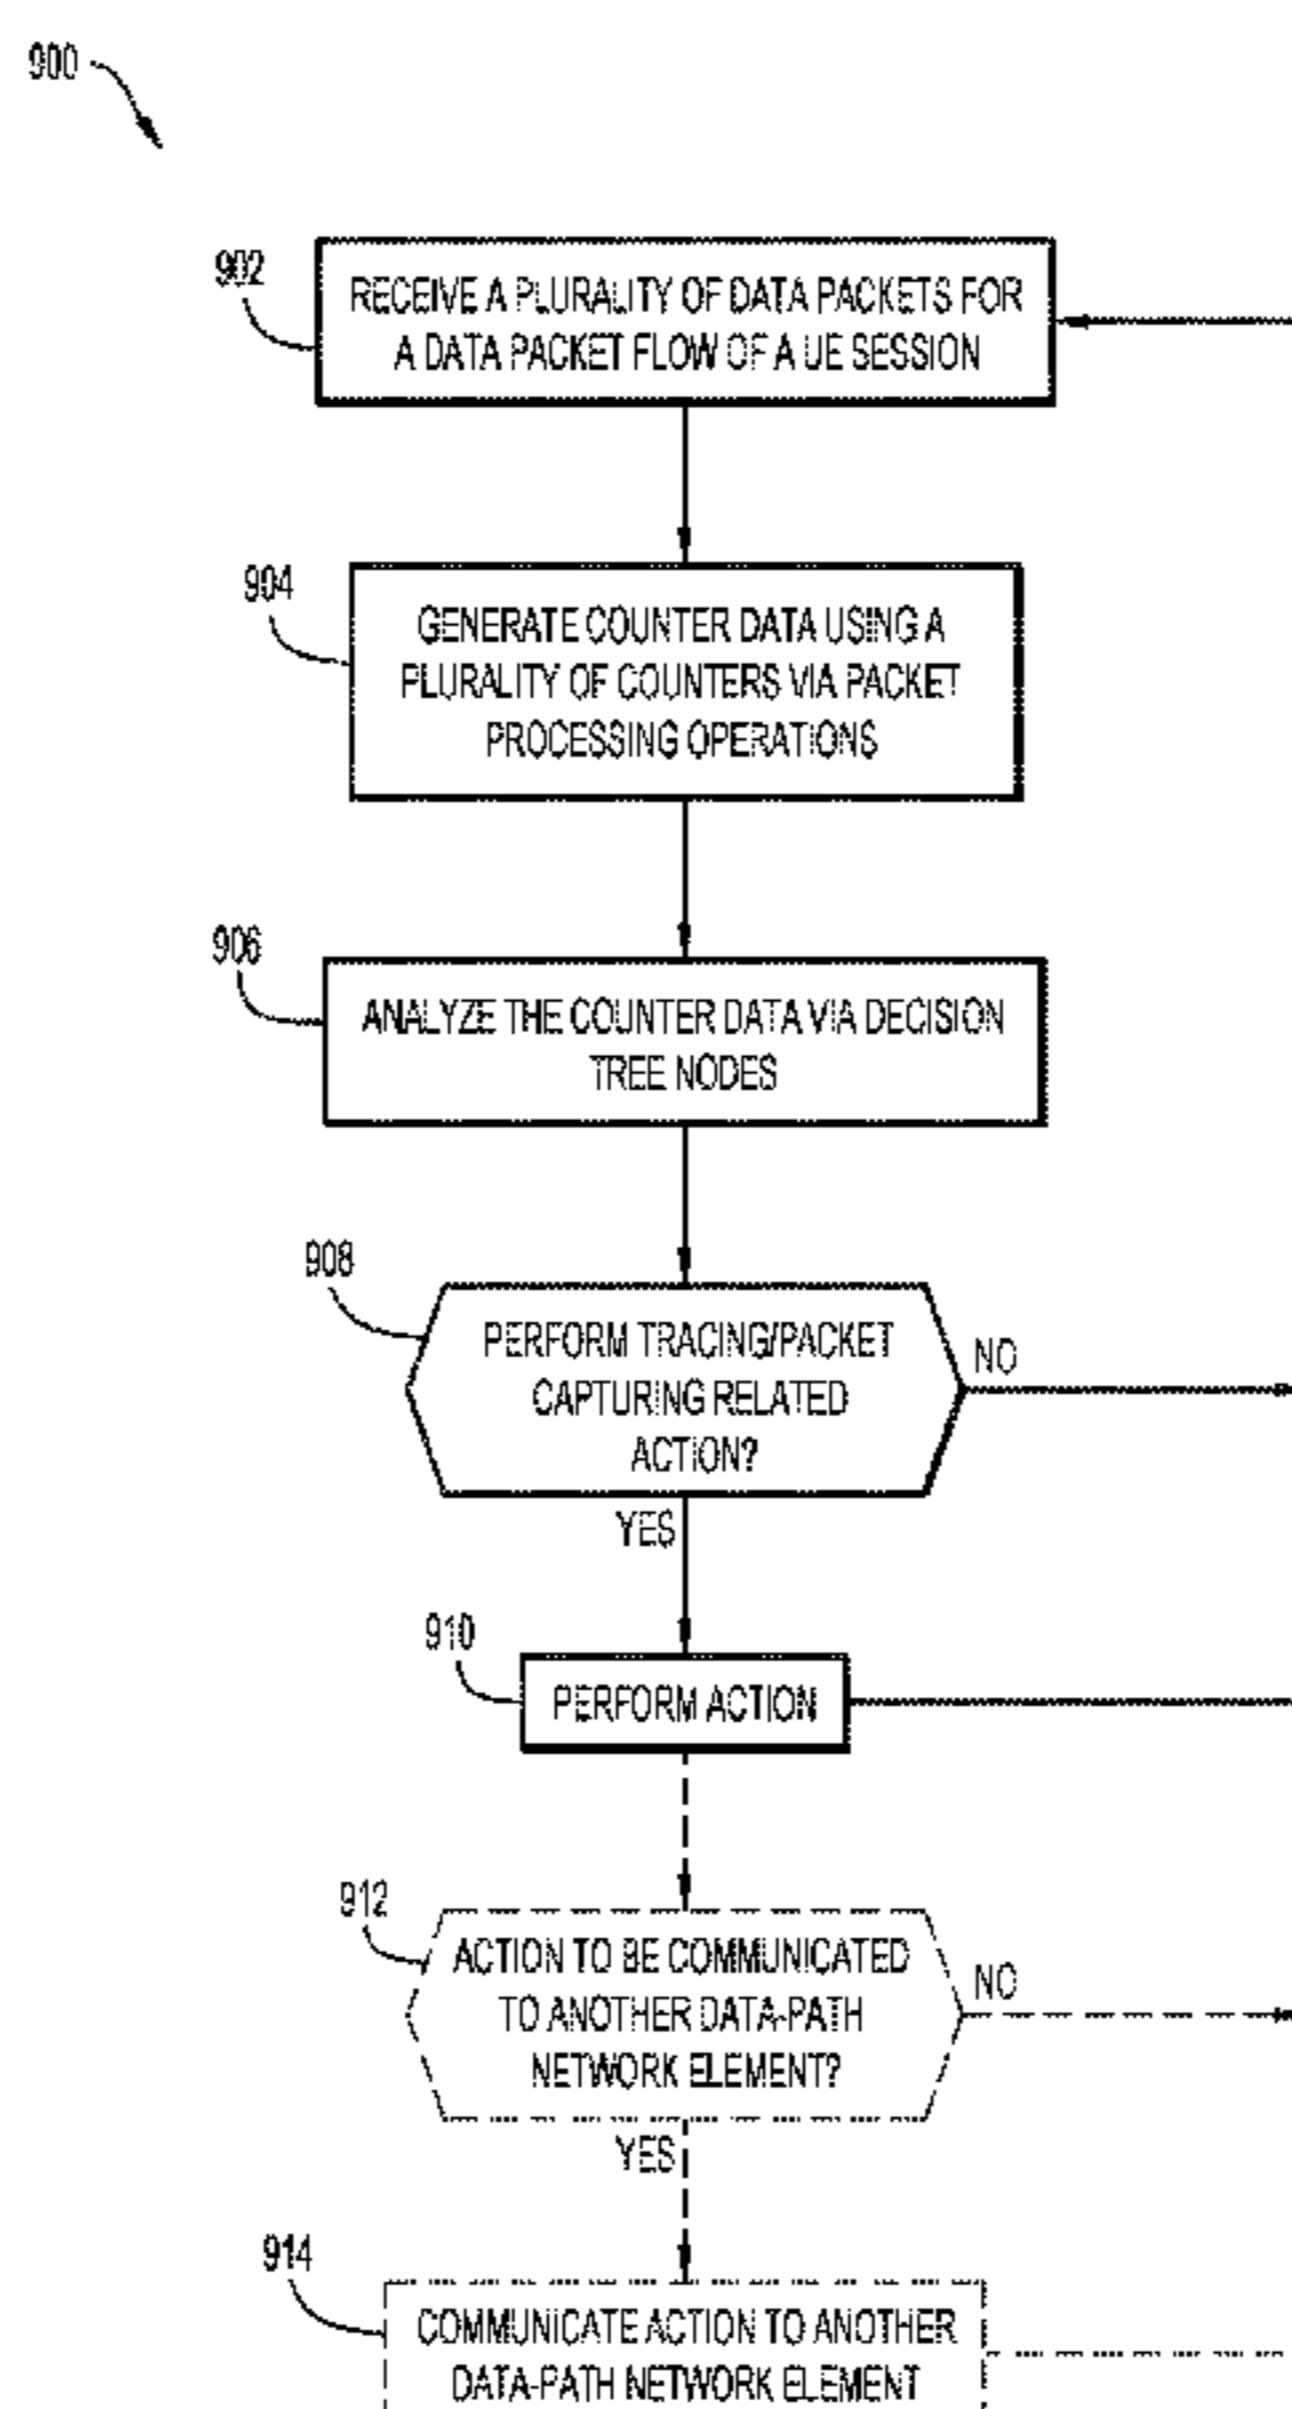 900
902
RECEIVE A PLURALITY OF DATA PACKETS FOR
A DATA PACKET FLOW OF A UE SESSION
904
GENERATE COUNTER DATA USING A
PLURALITY OF COUNTERS VIA PACKET
PROCESSING OPERATIONS
906
ANALYZE THE COUNTER DATA VIA DECISION
TREE NODES
908
PERFORM TRACING/PACKET
CAPTURING RELATED
ACTION?
NO
YES
910
PERFORM ACTION
912
ACTION TO BE COMMUNICATED
TO ANOTHER DATA-PATH
NETWORK ELEMENT?
NO
YES
914
COMMUNICATE ACTION TO ANOTHER
DATA-PATH NETWORK ELEMENT